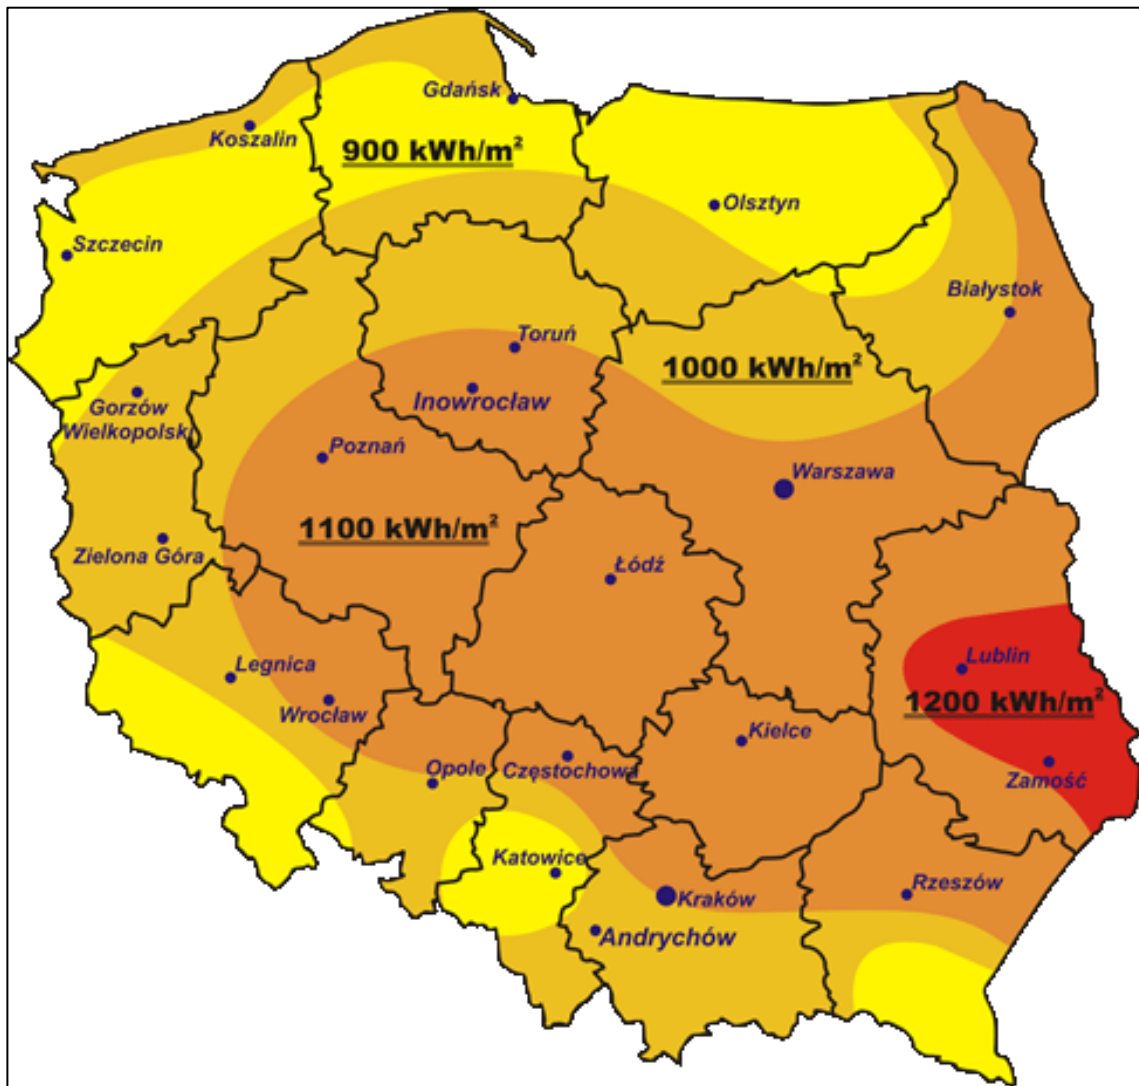 Gdańsk
Koszalin
900 kWh/m²
Olsztyn
Szczecin
Białystok
Toruń
1000 kWh/m²
Gorzów
Wielkopolski
Inowrocław
Poznań
Warszawa
1100 kWh/m²
Zielona Góra
Łódź
Legnica
Lublin
1200 kWh/m²
Wrocław
Kielce
Opole
Częstochowa
Zamość
Katowice
Rzeszów
Kraków
Andrychów